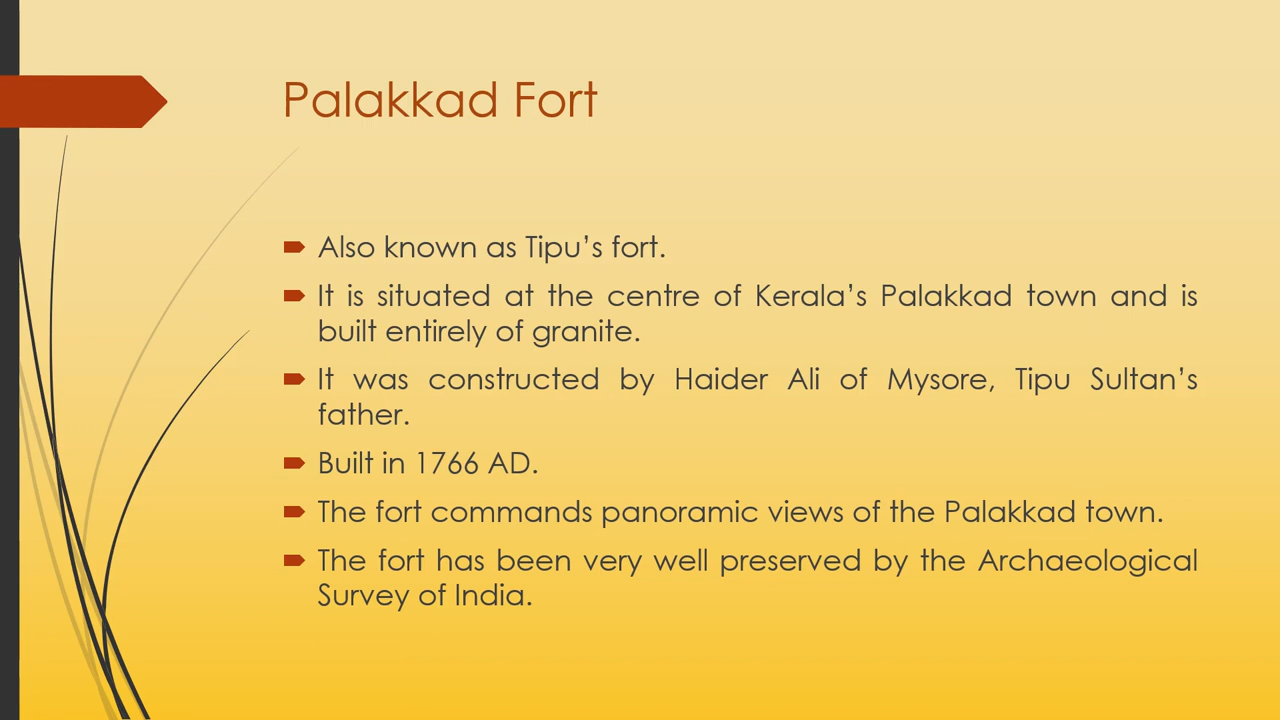 Palakkad Fort
Also known as Tipu’s fort.
It is situated at the centre of Kerala’s Palakkad town and is
built entirely of granite.
It was constructed by Haider Ali of Mysore, Tipu Sultan’s
father.
Built in 1766 AD.
The fort commands panoramic views of the Palakkad town.
The fort has been very well preserved by the Archaeological
Survey of India.